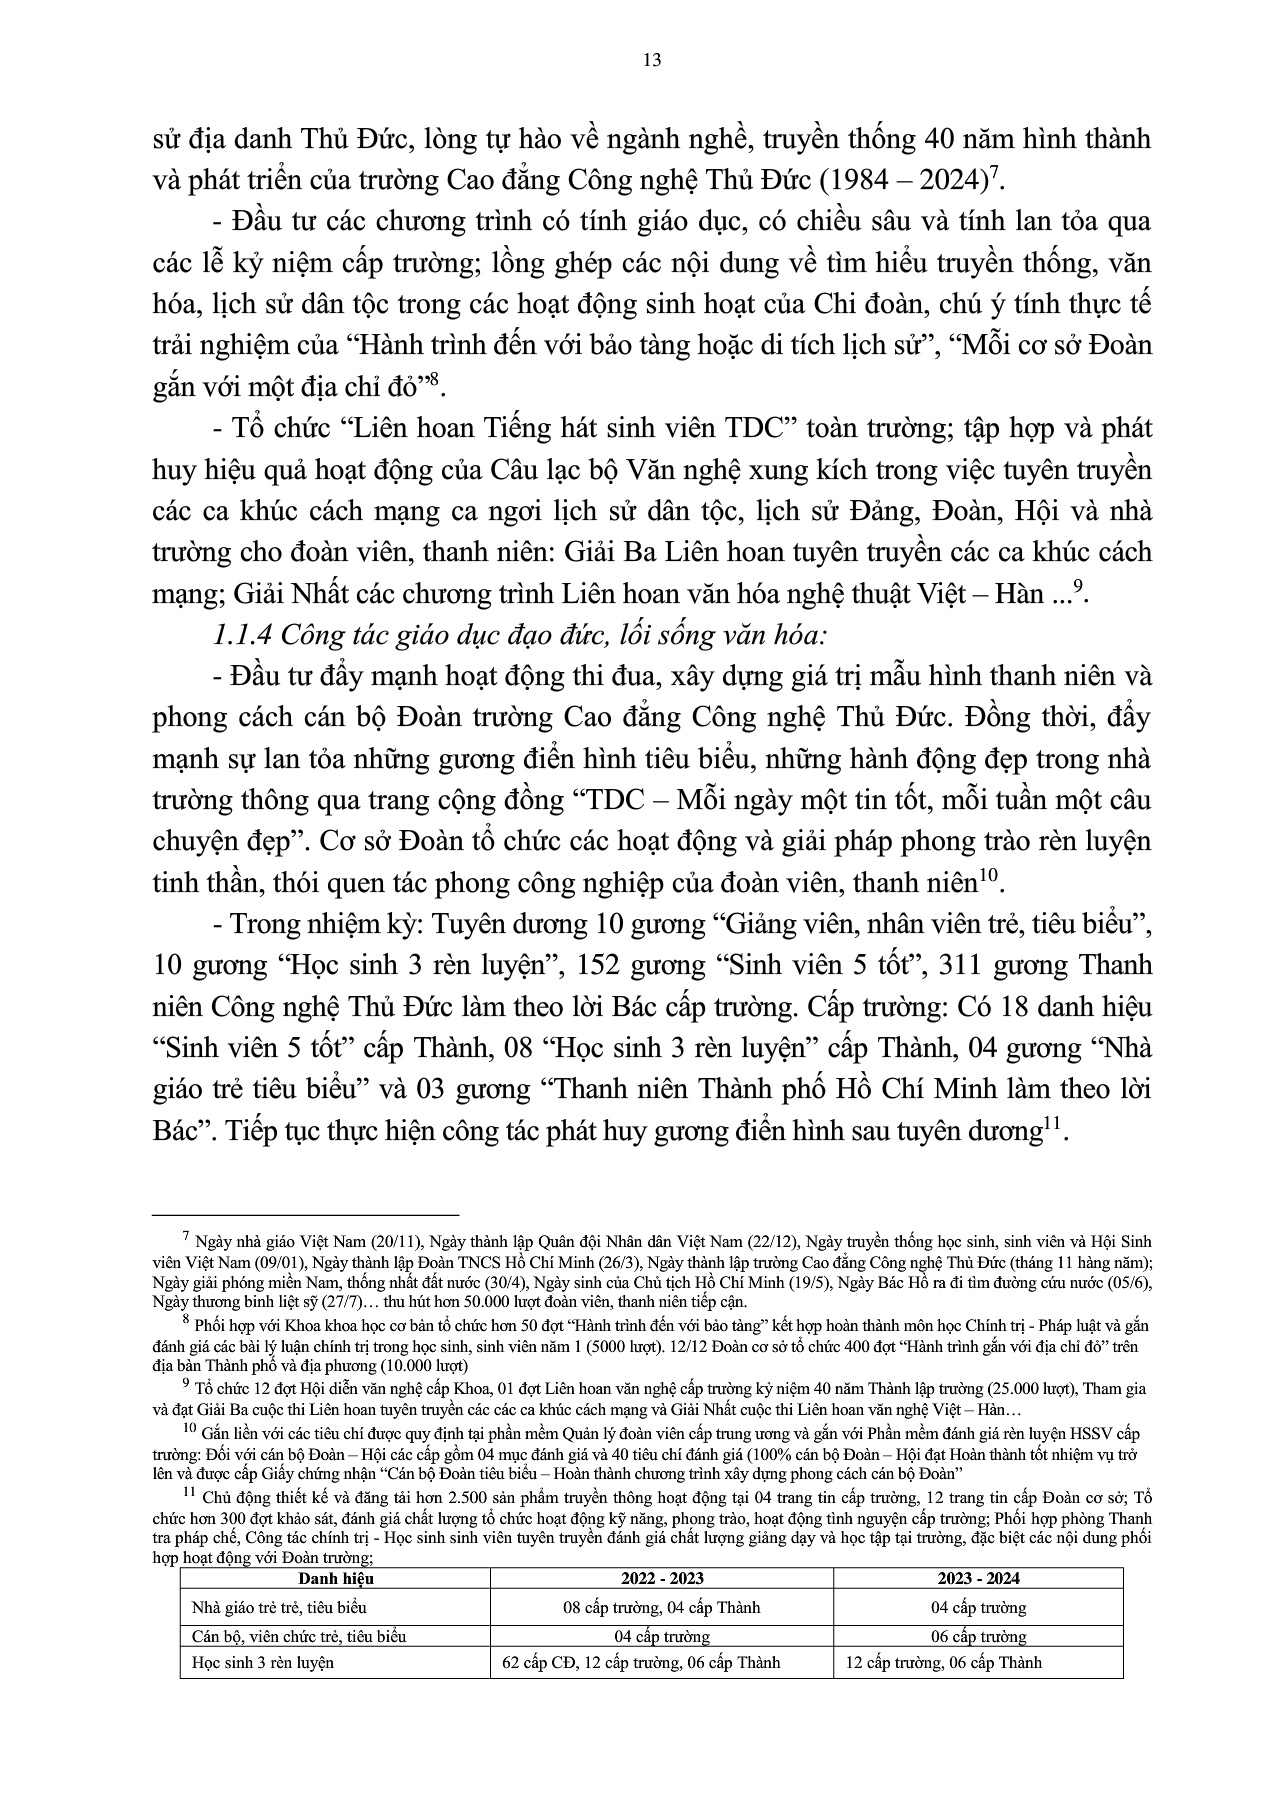 13
sử địa danh Thủ Đức, lòng tự hào về ngành nghề, truyền thống 40 năm hình thành
và phát triển của trường Cao đẳng Công nghệ Thủ Đức (1984 – 2024)7.
- Đầu tư các chương trình có tính giáo dục, có chiều sâu và tính lan tỏa qua
các lễ kỷ niệm cấp trường; lồng ghép các nội dung về tìm hiểu truyền thống, văn
hóa, lịch sử dân tộc trong các hoạt động sinh hoạt của Chi đoàn, chú ý tính thực tế
trải nghiệm của “Hành trình đến với bảo tàng hoặc di tích lịch sử”, “Mỗi cơ sở Đoàn
gắn với một địa chỉ đỏ”8.
- Tổ chức “Liên hoan Tiếng hát sinh viên TDC” toàn trường; tập hợp và phát
huy hiệu quả hoạt động của Câu lạc bộ Văn nghệ xung kích trong việc tuyên truyền
các ca khúc cách mạng ca ngơi lịch sử dân tộc, lịch sử Đảng, Đoàn, Hội và nhà
trường cho đoàn viên, thanh niên: Giải Ba Liên hoan tuyên truyền các ca khúc cách
mạng; Giải Nhất các chương trình Liên hoan văn hóa nghệ thuật Việt – Hàn ...9.
1.1.4 Công tác giáo dục đạo đức, lối sống văn hóa:
- Đầu tư đẩy mạnh hoạt động thi đua, xây dựng giá trị mẫu hình thanh niên và
phong cách cán bộ Đoàn trường Cao đẳng Công nghệ Thủ Đức. Đồng thời, đẩy
mạnh sự lan tỏa những gương điển hình tiêu biểu, những hành động đẹp trong nhà
trường thông qua trang cộng đồng “TDC – Mỗi ngày một tin tốt, mỗi tuần một câu
chuyện đẹp”. Cơ sở Đoàn tổ chức các hoạt động và giải pháp phong trào rèn luyện
tinh thần, thói quen tác phong công nghiệp của đoàn viên, thanh niên10.
- Trong nhiệm kỳ: Tuyên dương 10 gương “Giảng viên, nhân viên trẻ, tiêu biểu”,
10 gương “Học sinh 3 rèn luyện”, 152 gương “Sinh viên 5 tốt”, 311 gương Thanh
niên Công nghệ Thủ Đức làm theo lời Bác cấp trường. Cấp trường: Có 18 danh hiệu
“Sinh viên 5 tốt” cấp Thành, 08 “Học sinh 3 rèn luyện” cấp Thành, 04 gương “Nhà
giáo trẻ tiêu biểu” và 03 gương “Thanh niên Thành phố Hồ Chí Minh làm theo lời
Bác”. Tiếp tục thực hiện công tác phát huy gương điển hình sau tuyên dương11.
7 Ngày nhà giáo Việt Nam (20/11), Ngày thành lập Quân đội Nhân dân Việt Nam (22/12), Ngày truyền thống học sinh, sinh viên và Hội Sinh
viên Việt Nam (09/01), Ngày thành lập Đoàn TNCS Hồ Chí Minh (26/3), Ngày thành lập trường Cao đẳng Công nghệ Thủ Đức (tháng 11 hàng năm);
Ngày giải phóng miền Nam, thống nhất đất nước (30/4), Ngày sinh của Chủ tịch Hồ Chí Minh (19/5), Ngày Bác Hồ ra đi tìm đường cứu nước (05/6),
Ngày thương binh liệt sỹ (27/7)… thu hút hơn 50.000 lượt đoàn viên, thanh niên tiếp cận.
8 Phối hợp với Khoa khoa học cơ bản tổ chức hơn 50 đợt “Hành trình đến với bảo tàng” kết hợp hoàn thành môn học Chính trị - Pháp luật và gắn
đánh giá các bài lý luận chính trị trong học sinh, sinh viên năm 1 (5000 lượt). 12/12 Đoàn cơ sở tổ chức 400 đợt “Hành trình gắn với địa chỉ đỏ” trên
địa bàn Thành phố và địa phương (10.000 lượt)
9 Tổ chức 12 đợt Hội diễn văn nghệ cấp Khoa, 01 đợt Liên hoan văn nghệ cấp trường kỷ niệm 40 năm Thành lập trường (25.000 lượt), Tham gia
và đạt Giải Ba cuộc thi Liên hoan tuyên truyền các các ca khúc cách mạng và Giải Nhất cuộc thi Liên hoan văn nghệ Việt – Hàn…
10 Gắn liền với các tiêu chí được quy định tại phần mềm Quản lý đoàn viên cấp trung ương và gắn với Phần mềm đánh giá rèn luyện HSSV cấp
trường: Đối với cán bộ Đoàn – Hội các cấp gồm 04 mục đánh giá và 40 tiêu chí đánh giá (100% cán bộ Đoàn – Hội đạt Hoàn thành tốt nhiệm vụ trở
lên và được cấp Giấy chứng nhận “Cán bộ Đoàn tiêu biểu – Hoàn thành chương trình xây dựng phong cách cán bộ Đoàn”
11 Chủ động thiết kế và đăng tải hơn 2.500 sản phẩm truyền thông hoạt động tại 04 trang tin cấp trường, 12 trang tin cấp Đoàn cơ sở; Tổ
chức hơn 300 đợt khảo sát, đánh giá chất lượng tổ chức hoạt động kỹ năng, phong trào, hoạt động tình nguyện cấp trường; Phối hợp phòng Thanh
tra pháp chế, Công tác chính trị - Học sinh sinh viên tuyên truyền đánh giá chất lượng giảng dạy và học tập tại trường, đặc biệt các nội dung phối
hợp hoạt động với Đoàn trường;
Danh hiệu 2022 - 2023 2023 - 2024
Nhà giáo trẻ trẻ, tiêu biểu 08 cấp trường, 04 cấp Thành 04 cấp trường
Cán bộ, viên chức trẻ, tiêu biểu 04 cấp trường 06 cấp trường
Học sinh 3 rèn luyện 62 cấp CĐ, 12 cấp trường, 06 cấp Thành 12 cấp trường, 06 cấp Thành